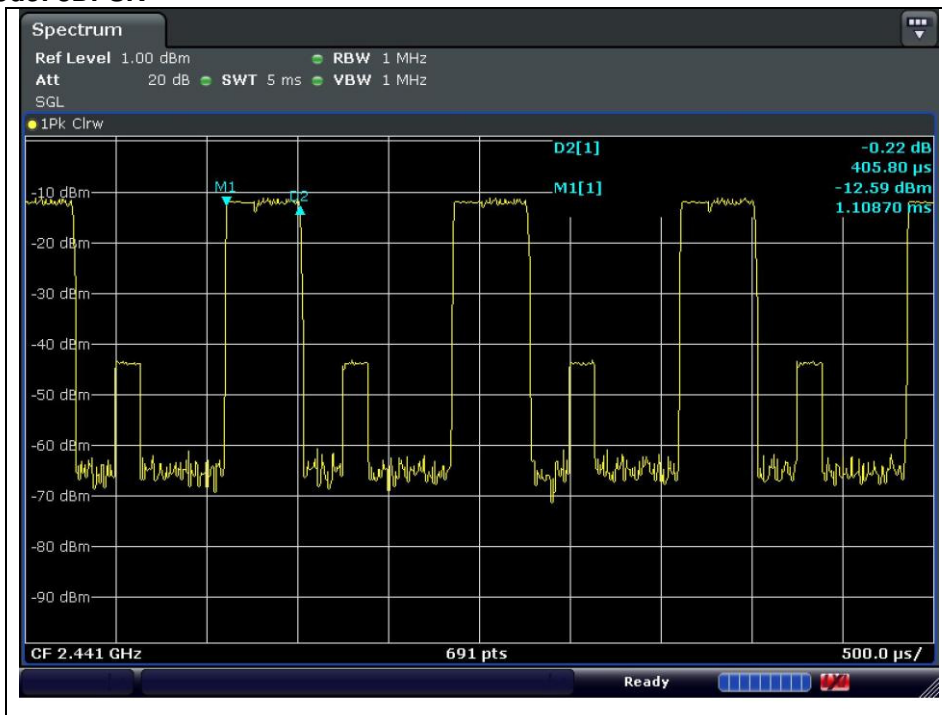 Spectrum
Ref Level 1.00 dBm RBW 1 MHz
Att 20 dB SWT 5 ms VBW 1 MHz
SGL
1Pk Clrw
D2[1] -0.22 dB
405.80 µs
M1[1] -12.59 dBm
1.10870 ms
-10 dBm
M1
D2
-20 dBm
-30 dBm
-40 dBm
-50 dBm
-60 dBm
-70 dBm
-80 dBm
-90 dBm
CF 2.441 GHz 691 pts 500.0 µs/
Ready